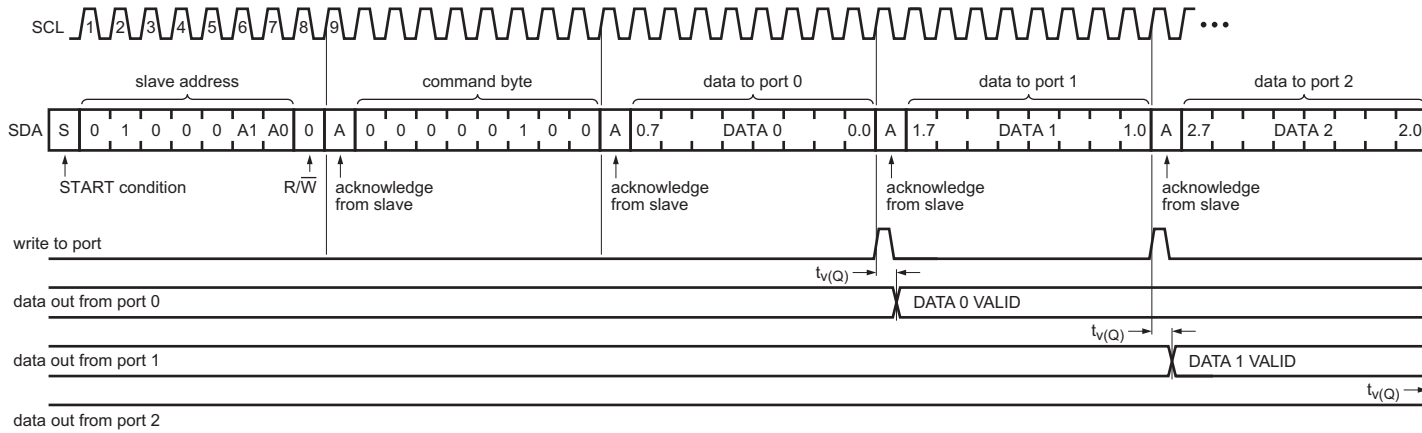 SCL 1 2 3 4 5 6 7 8 9
slave address command byte data to port 0 data to port 1 data to port 2
SDA S 0 1 0 0 0 A1 A0 0 A 0 0 0 0 0 1 0 0 A 0.7 DATA 0 0.0 A 1.7 DATA 1 1.0 A 2.7 DATA 2 2.0
START condition R/W̅ acknowledge acknowledge acknowledge acknowledge
from slave from slave from slave from slave
write to port
tv(Q)
data out from port 0 DATA 0 VALID
tv(Q)
data out from port 1 DATA 1 VALID
tv(Q)
data out from port 2